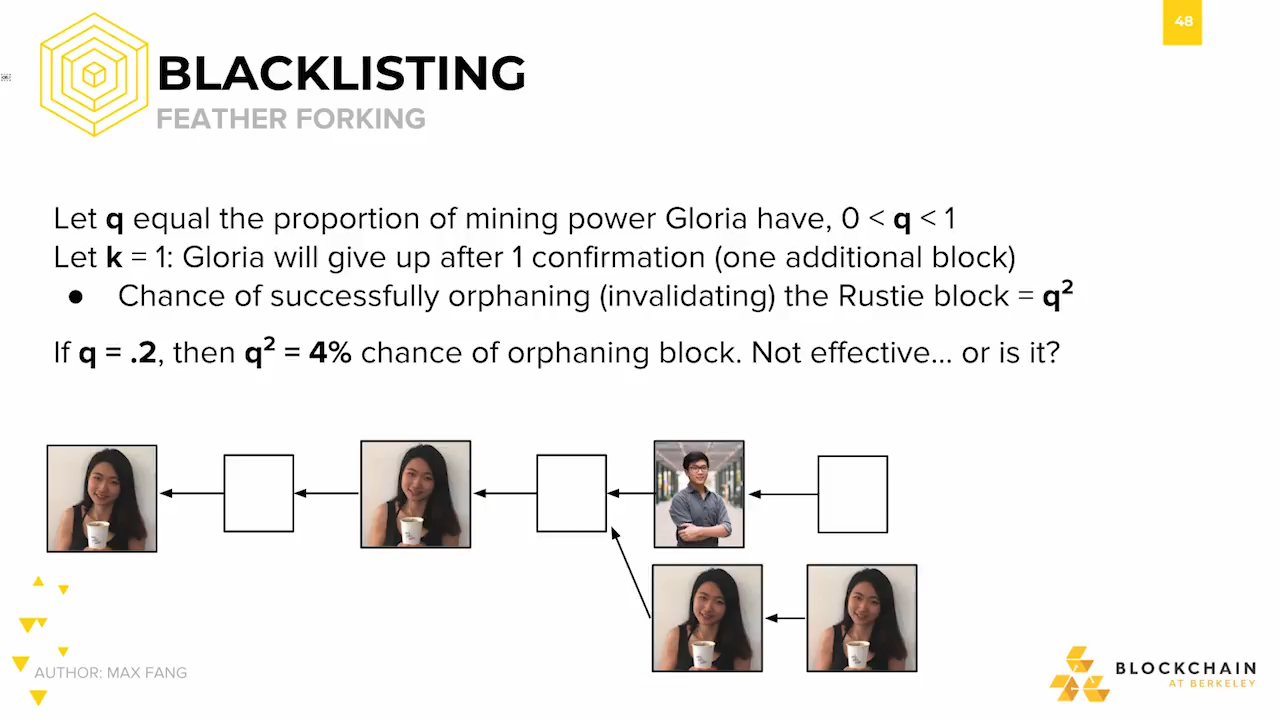 48
BLACKLISTING
FEATHER FORKING
Let q equal the proportion of mining power Gloria have, 0 < q < 1
Let k = 1: Gloria will give up after 1 confirmation (one additional block)
● Chance of successfully orphaning (invalidating) the Rustie block = q²
If q = .2, then q² = 4% chance of orphaning block. Not effective... or is it?
AUTHOR: MAX FANG
BLOCKCHAIN
AT BERKELEY